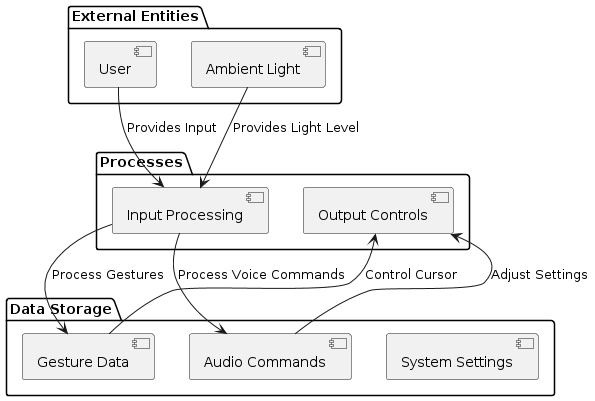 External Entities
User
Ambient Light
Provides Input
Provides Light Level
Processes
Input Processing
Output Controls
Process Gestures
Process Voice Commands
Control Cursor
Adjust Settings
Data Storage
Gesture Data
Audio Commands
System Settings